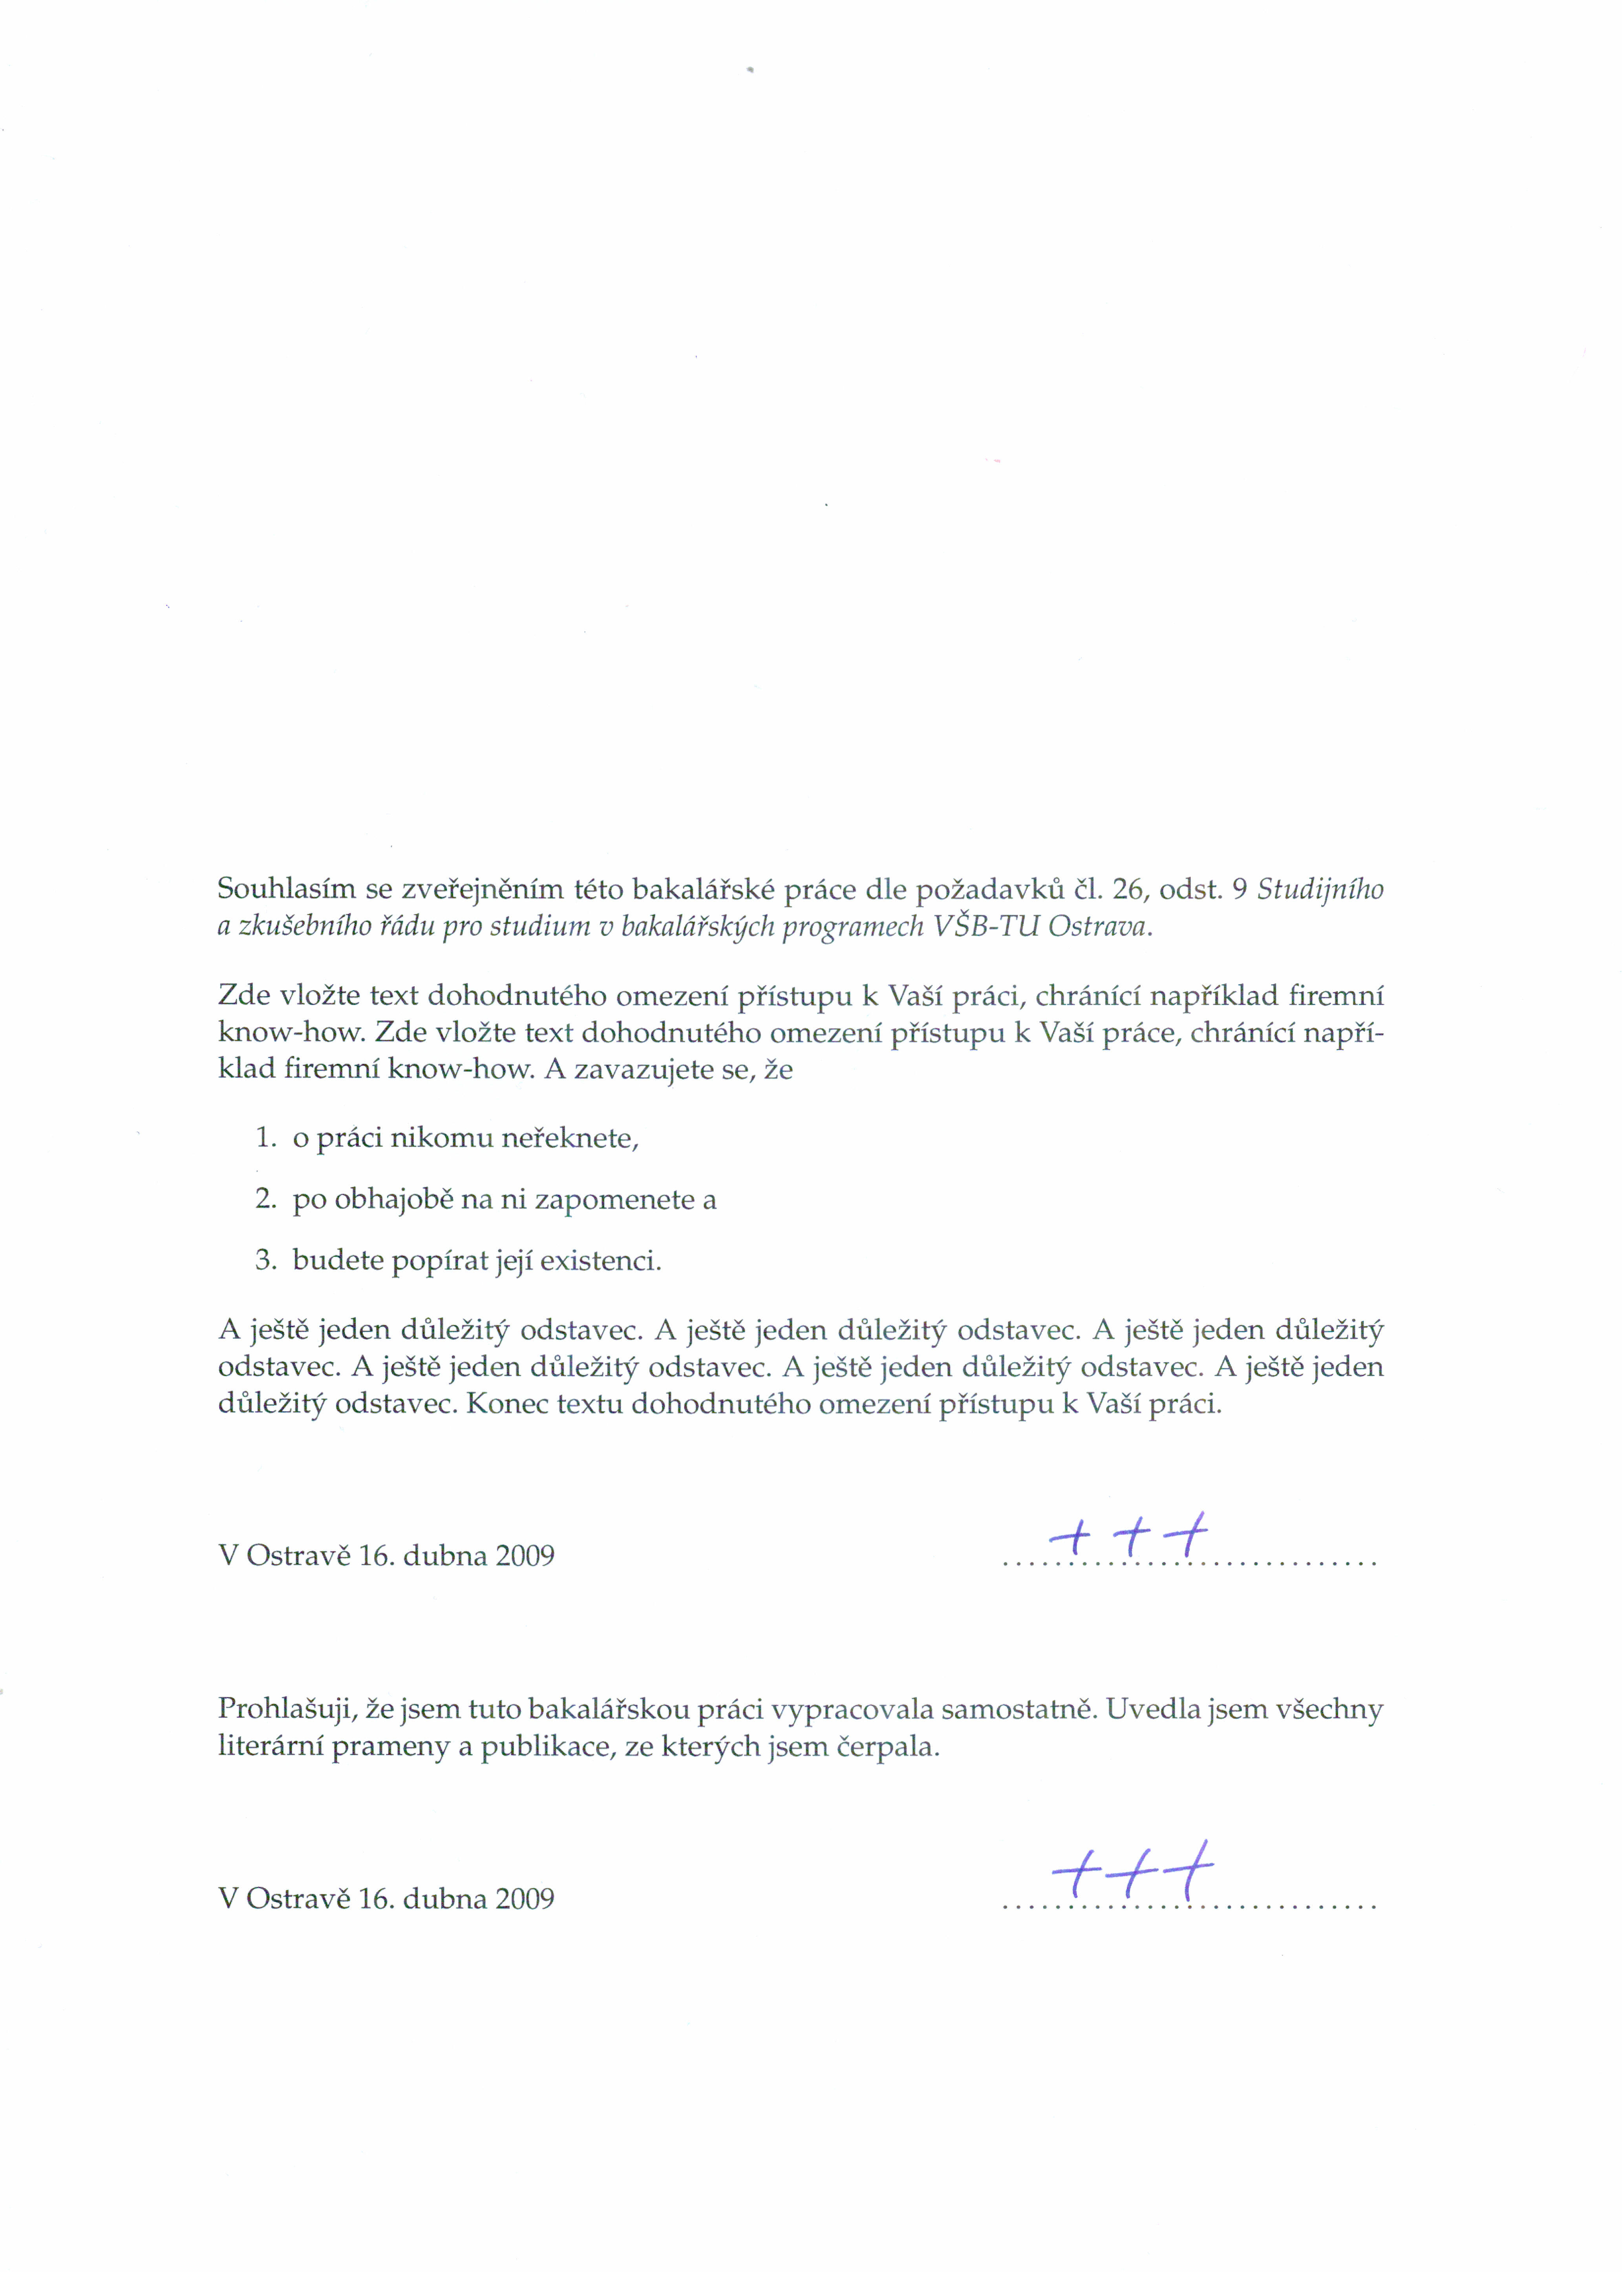 Souhlasím se zveřejněním této bakalářské práce dle požadavků čl. 26, odst. 9 Studijního
a zkušebního řádu pro studium v bakalářských programech VŠB-TU Ostrava.
Zde vložte text dohodnutého omezení přístupu k Vaší práci, chránící například firemní
know-how. Zde vložte text dohodnutého omezení přístupu k Vaší práce, chránící napří-
klad firemní know-how. A zavazujete se, že
1. o práci nikomu neřeknete,
2. po obhajobě na ni zapomenete a
3. budete popírat její existenci.
A ještě jeden důležitý odstavec. A ještě jeden důležitý odstavec. A ještě jeden důležitý
odstavec. A ještě jeden důležitý odstavec. A ještě jeden důležitý odstavec. A ještě jeden
důležitý odstavec. Konec textu dohodnutého omezení přístupu k Vaší práci.
V Ostravě 16. dubna 2009 + + +
Prohlašuji, že jsem tuto bakalářskou práci vypracovala samostatně. Uvedla jsem všechny
literární prameny a publikace, ze kterých jsem čerpala.
V Ostravě 16. dubna 2009 + + +